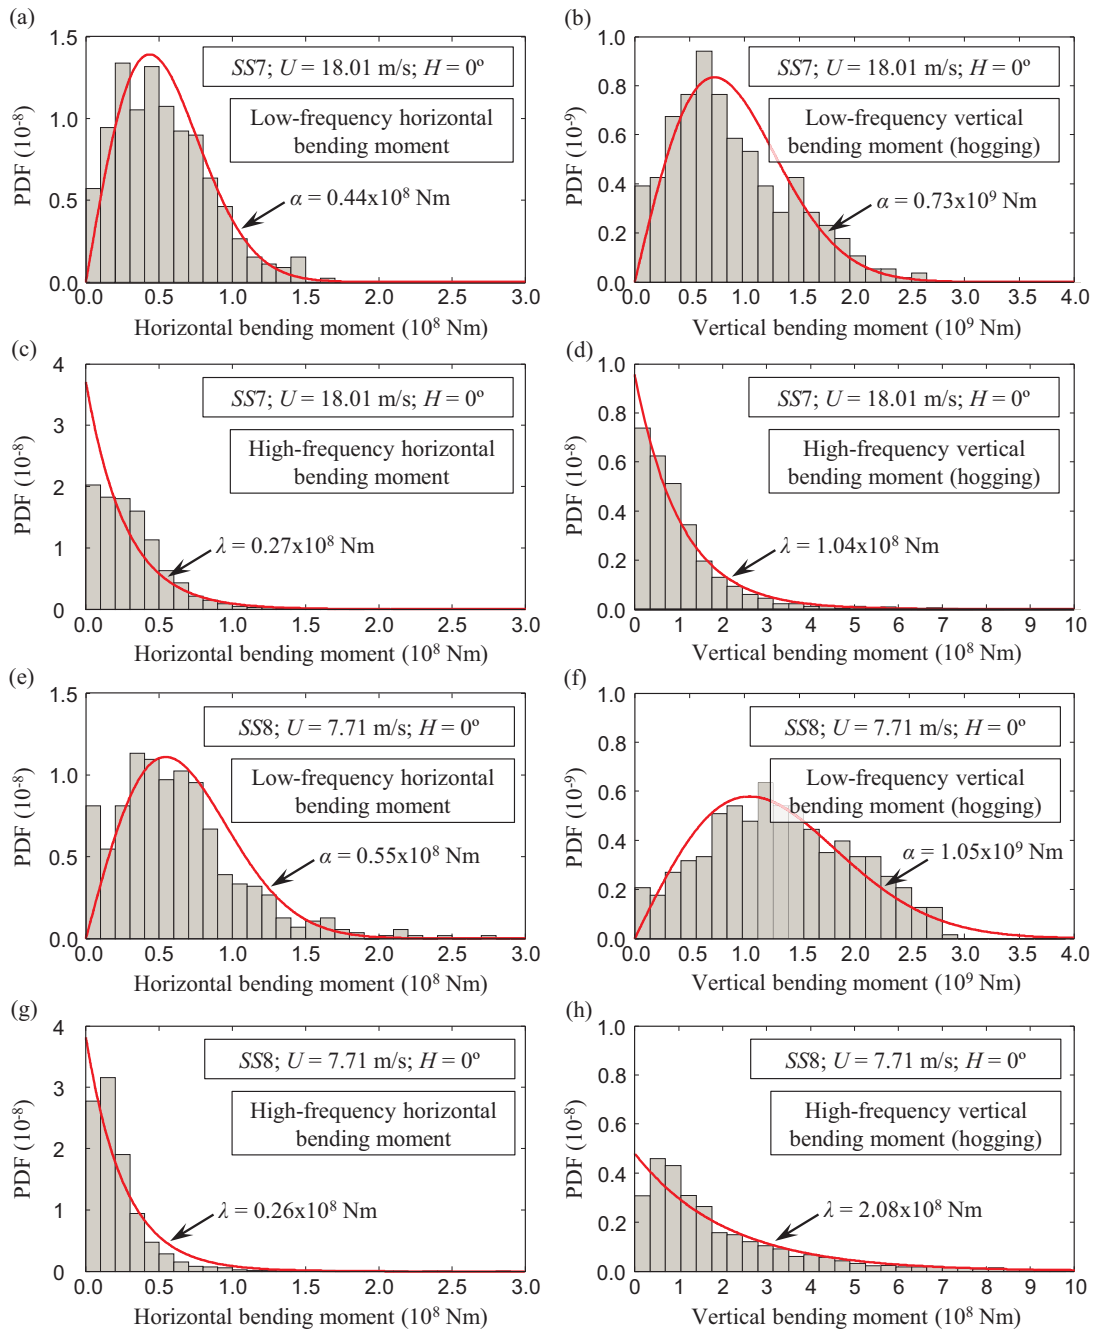 (a)
1.5
1.0
0.5
0.0
PDF (10⁻⁸)
SS7; U = 18.01 m/s; H = 0º
Low-frequency horizontal
bending moment
α = 0.44x10⁸ Nm
0.0 0.5 1.0 1.5 2.0 2.5 3.0
Horizontal bending moment (10⁸ Nm)
(b)
1.0
0.8
0.6
0.4
0.2
0.0
PDF (10⁻⁹)
SS7; U = 18.01 m/s; H = 0º
Low-frequency vertical
bending moment (hogging)
α = 0.73x10⁹ Nm
0.0 0.5 1.0 1.5 2.0 2.5 3.0 3.5 4.0
Vertical bending moment (10⁹ Nm)
(c)
4
3
2
1
0
PDF (10⁻⁸)
SS7; U = 18.01 m/s; H = 0º
High-frequency horizontal
bending moment
λ = 0.27x10⁸ Nm
0.0 0.5 1.0 1.5 2.0 2.5 3.0
Horizontal bending moment (10⁸ Nm)
(d)
1.0
0.8
0.6
0.4
0.2
0.0
PDF (10⁻⁸)
SS7; U = 18.01 m/s; H = 0º
High-frequency vertical
bending moment (hogging)
λ = 1.04x10⁸ Nm
0 1 2 3 4 5 6 7 8 9 10
Vertical bending moment (10⁸ Nm)
(e)
1.5
1.0
0.5
0.0
PDF (10⁻⁸)
SS8; U = 7.71 m/s; H = 0º
Low-frequency horizontal
bending moment
α = 0.55x10⁸ Nm
0.0 0.5 1.0 1.5 2.0 2.5 3.0
Horizontal bending moment (10⁸ Nm)
(f)
1.0
0.8
0.6
0.4
0.2
0.0
PDF (10⁻⁹)
SS8; U = 7.71 m/s; H = 0º
Low-frequency vertical
bending moment (hogging)
α = 1.05x10⁹ Nm
0.0 0.5 1.0 1.5 2.0 2.5 3.0 3.5 4.0
Vertical bending moment (10⁹ Nm)
(g)
4
3
2
1
0
PDF (10⁻⁸)
SS8; U = 7.71 m/s; H = 0º
High-frequency horizontal
bending moment
λ = 0.26x10⁸ Nm
0.0 0.5 1.0 1.5 2.0 2.5 3.0
Horizontal bending moment (10⁸ Nm)
(h)
1.0
0.8
0.6
0.4
0.2
0.0
PDF (10⁻⁸)
SS8; U = 7.71 m/s; H = 0º
High-frequency vertical
bending moment (hogging)
λ = 2.08x10⁸ Nm
0 1 2 3 4 5 6 7 8 9 10
Vertical bending moment (10⁸ Nm)